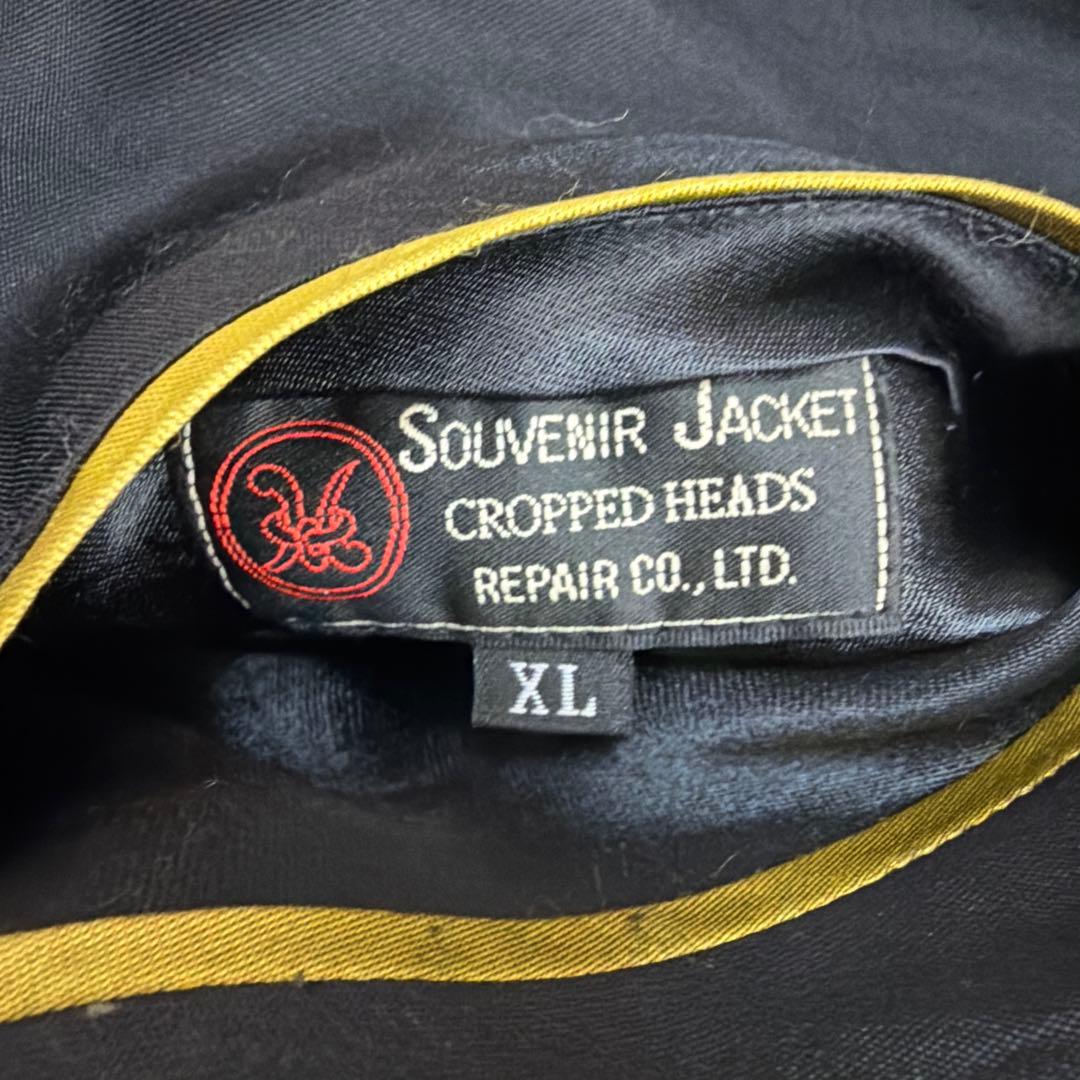 SOUVENIR JACKET
CROPPED HEADS
REPAIR CO., LTD.
XL